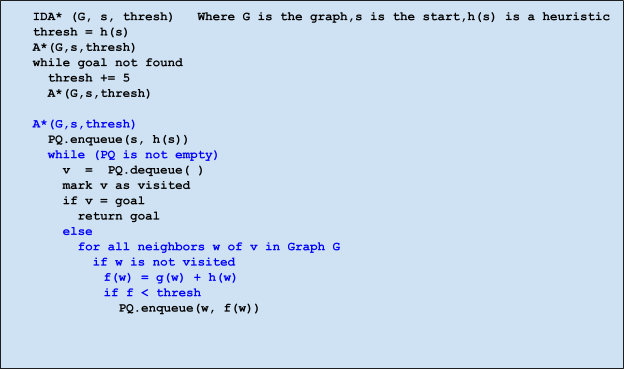 IDA* (G, s, thresh)   Where G is the graph,s is the start,h(s) is a heuristic
thresh = h(s)
A*(G,s,thresh)
while goal not found
  thresh += 5
  A*(G,s,thresh)

A*(G,s,thresh)
  PQ.enqueue(s, h(s))
  while (PQ is not empty)
    v  =  PQ.dequeue( )
    mark v as visited
    if v = goal
      return goal
    else
      for all neighbors w of v in Graph G
        if w is not visited
          f(w) = g(w) + h(w)
          if f < thresh
            PQ.enqueue(w, f(w))